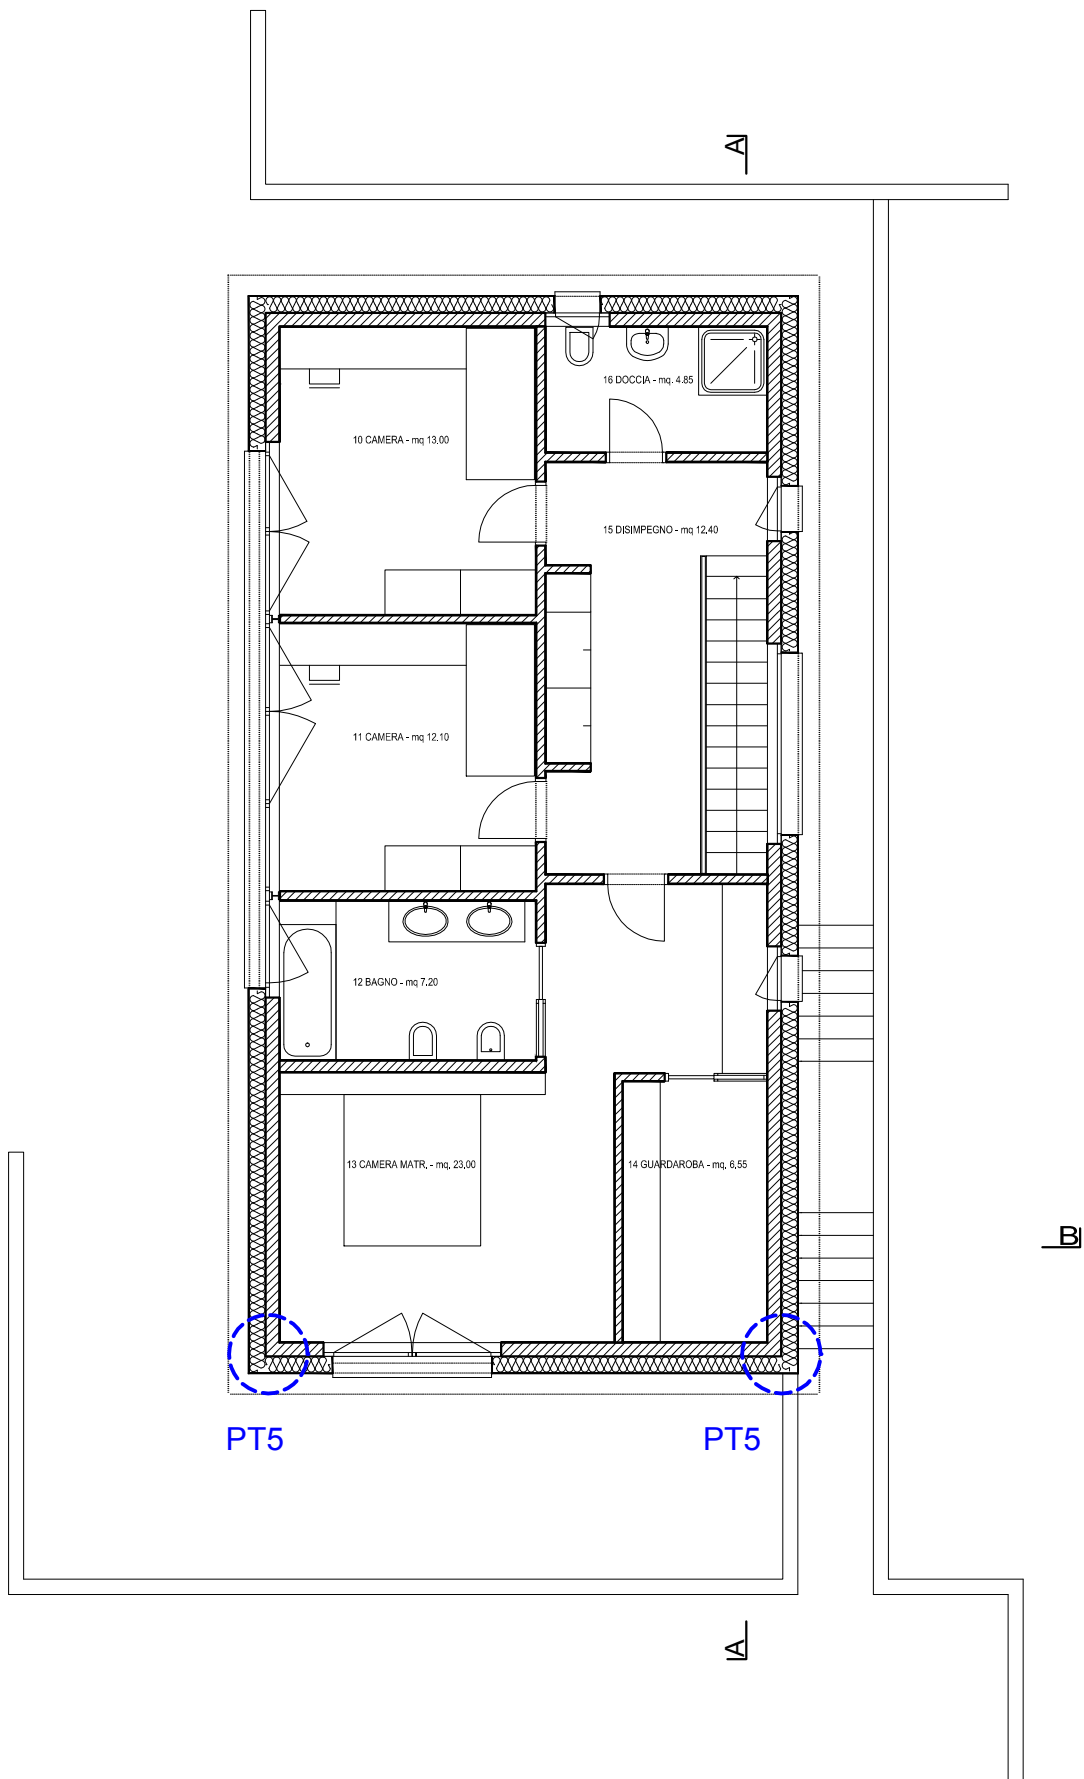 A
16 DOCCIA - mq. 4.85
10 CAMERA - mq 13,00
15 DISIMPEGNO - mq 12,40
11 CAMERA - mq 12.10
12 BAGNO - mq 7.20
13 CAMERA MATR. - mq. 23,00
14 GUARDAROBA - mq. 6,55
B
PT5
PT5
A